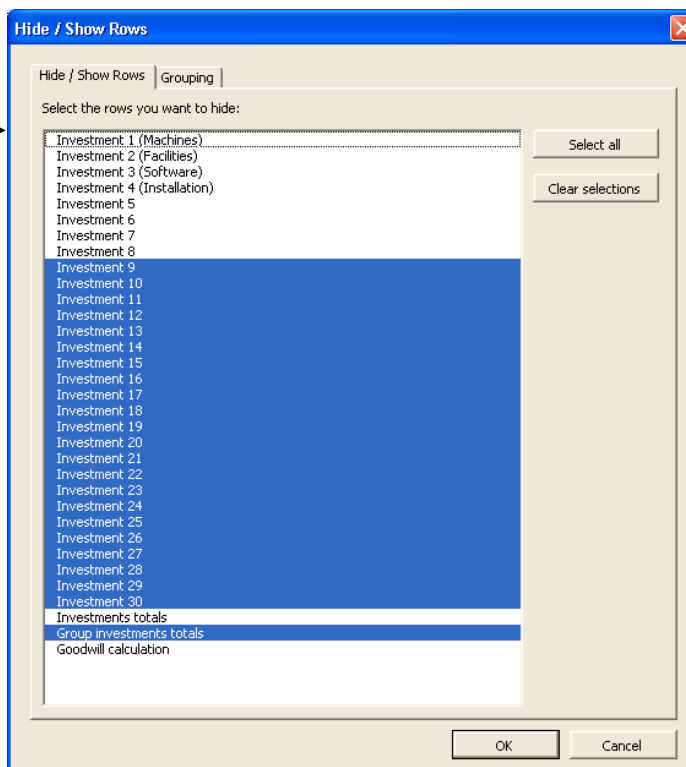 Hide / Show Rows
Hide / Show Rows Grouping
Select the rows you want to hide:
Investment 1 (Machines)
Investment 2 (Facilities)
Investment 3 (Software)
Investment 4 (Installation)
Investment 5
Investment 6
Investment 7
Investment 8
Investment 9
Investment 10
Investment 11
Investment 12
Investment 13
Investment 14
Investment 15
Investment 16
Investment 17
Investment 18
Investment 19
Investment 20
Investment 21
Investment 22
Investment 23
Investment 24
Investment 25
Investment 26
Investment 27
Investment 28
Investment 29
Investment 30
Investments totals
Group investments totals
Goodwill calculation
Select all
Clear selections
OK Cancel